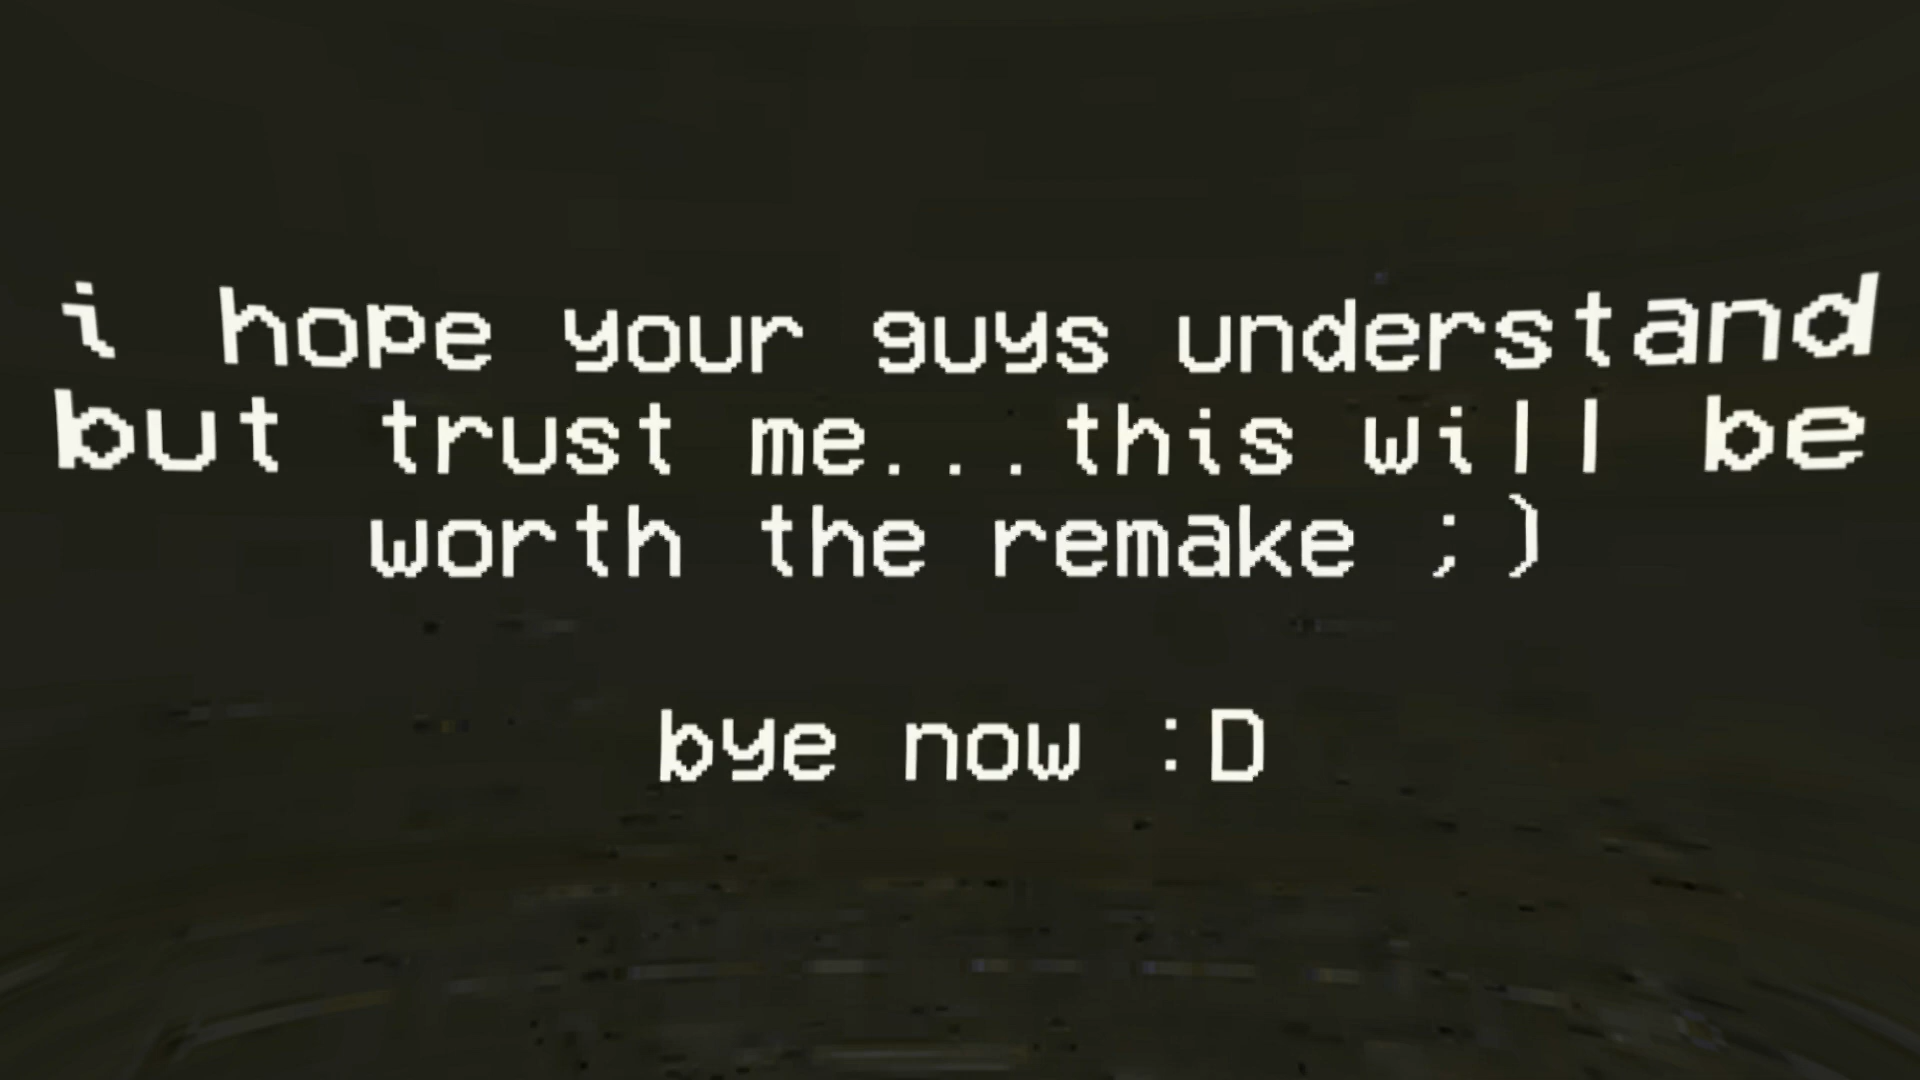 i hope your guys understand
but trust me...this will be
worth the remake ;)
bye now :D